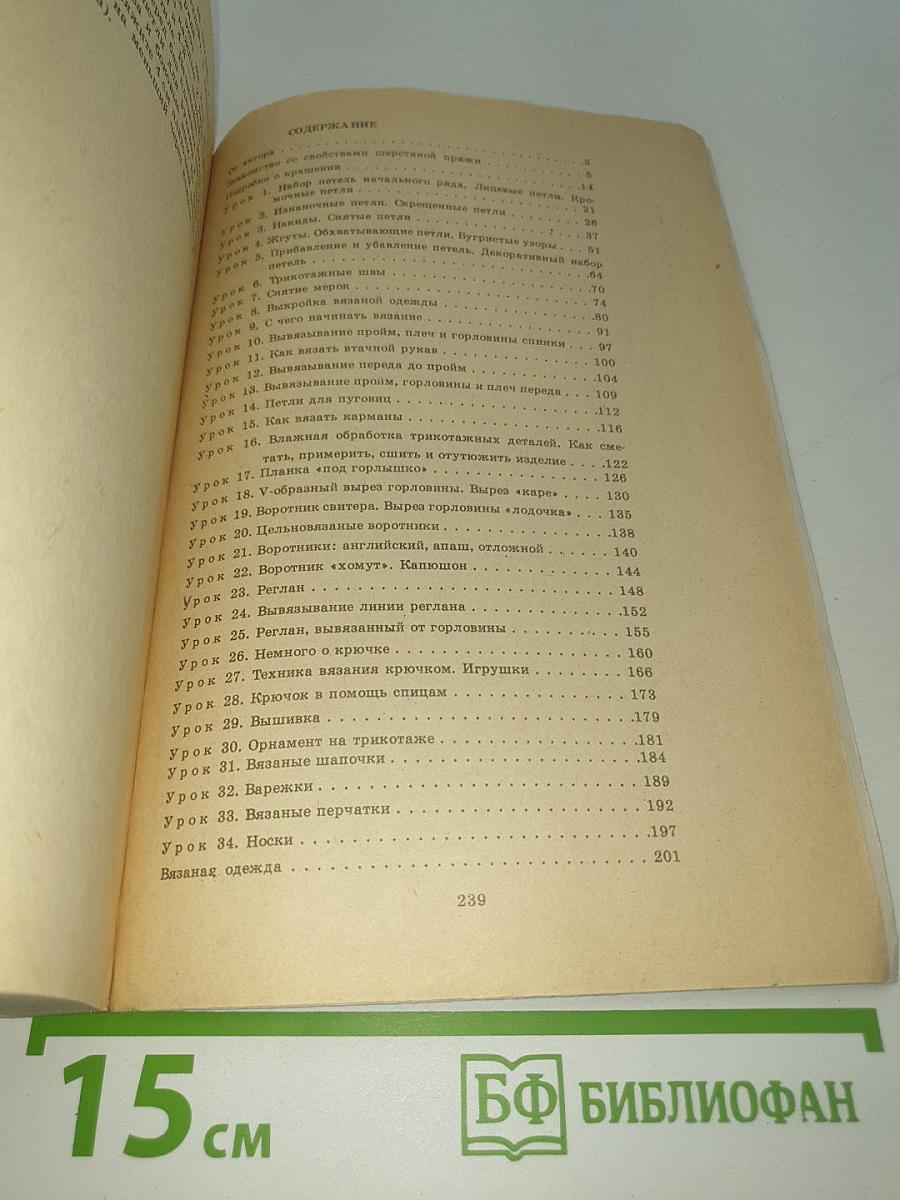 СОДЕРЖАНИЕ
От автора . . . . . . . . . . . . . . . . . . . . 3
Знакомство со свойствами шерстяной пряжи . . . . . . . 5
Подробно о крашении . . . . . . . . . . . . . . . 14
Урок 1. Набор петель начального ряда. Лицевые петли. Кро-
мочные петли . . . . . . . . . . . . . . . 21
Урок 2. Изнаночные петли. Скрещенные петли . . . . . . . 26
Урок 3. Накиды. Снятые петли . . . . . . . . . . . . 37
Урок 4. Жгуты. Обхватывающие петли. Бугристые узоры . . . 51
Урок 5. Прибавление и убавление петель. Декоративный набор
петель . . . . . . . . . . . . . . . . . . 64
Урок 6. Трикотажные швы . . . . . . . . . . . . . 70
Урок 7. Снятие мерок . . . . . . . . . . . . . . . 74
Урок 8. Выкройка вязаной одежды . . . . . . . . . . 80
Урок 9. С чего начинать вязание . . . . . . . . . . . 91
Урок 10. Вывязывание пройм, плеч и горловины спинки . . . 97
Урок 11. Как вязать втачной рукав . . . . . . . . . . 100
Урок 12. Вывязывание переда до пройм . . . . . . . . 104
Урок 13. Вывязывание пройм, горловины и плеч переда . . . 109
Урок 14. Петли для пуговиц . . . . . . . . . . . . 112
Урок 15. Как вязать карманы . . . . . . . . . . . . 116
Урок 16. Влажная обработка трикотажных деталей. Как сме-
тать, примерить, сшить и отутюжить изделие . . . . 122
Урок 17. Планка «под горлышко» . . . . . . . . . . . 126
Урок 18. V-образный вырез горловины. Вырез «каре» . . . . 130
Урок 19. Воротник свитера. Вырез горловины «лодочка» . . . 135
Урок 20. Цельновязаные воротники . . . . . . . . . . 138
Урок 21. Воротники: английский, апаш, отложной . . . . . 140
Урок 22. Воротник «хомут». Капюшон . . . . . . . . . 144
Урок 23. Реглан . . . . . . . . . . . . . . . . . 148
Урок 24. Вывязывание линии реглана . . . . . . . . . 152
Урок 25. Реглан, вывязанный от горловины . . . . . . . 155
Урок 26. Немного о крючке . . . . . . . . . . . . . 160
Урок 27. Техника вязания крючком. Игрушки . . . . . . 166
Урок 28. Крючок в помощь спицам . . . . . . . . . . 173
Урок 29. Вышивка . . . . . . . . . . . . . . . . 179
Урок 30. Орнамент на трикотаже . . . . . . . . . . . 181
Урок 31. Вязаные шапочки . . . . . . . . . . . . . 184
Урок 32. Варежки . . . . . . . . . . . . . . . . 189
Урок 33. Вязаные перчатки . . . . . . . . . . . . . 192
Урок 34. Носки . . . . . . . . . . . . . . . . . 197
Вязаная одежда . . . . . . . . . . . . . . . . . . 201
239
15 см
БФ БИБЛИОФАН